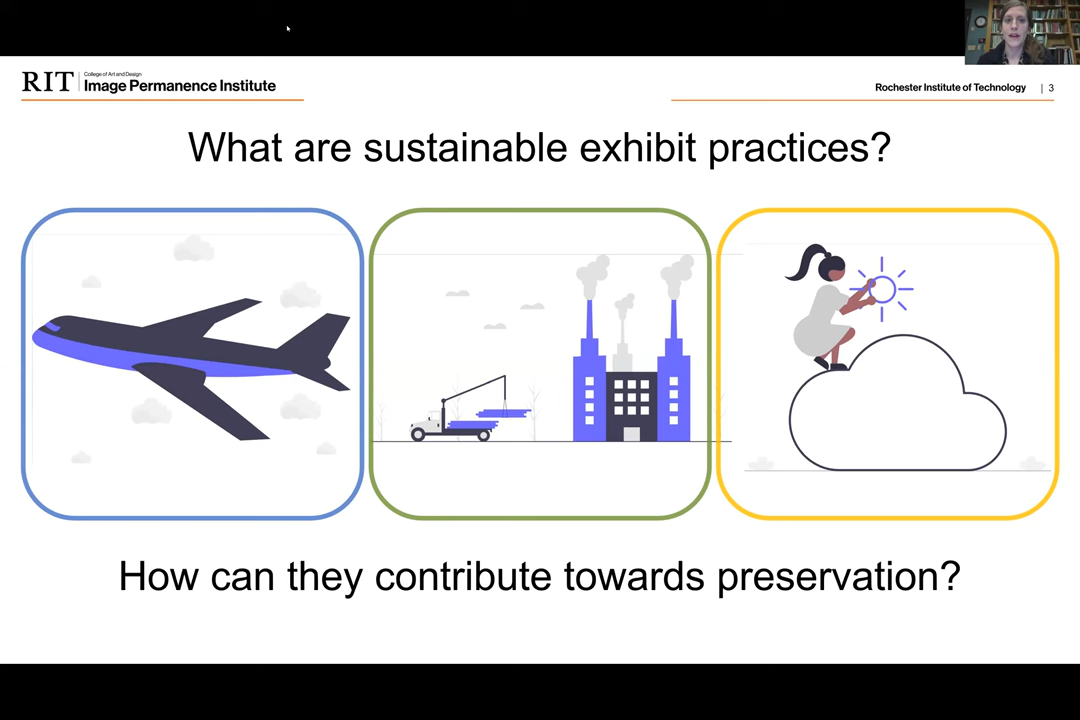 RIT
College of Art and Design
Image Permanence Institute
Rochester Institute of Technology | 3
What are sustainable exhibit practices?
How can they contribute towards preservation?